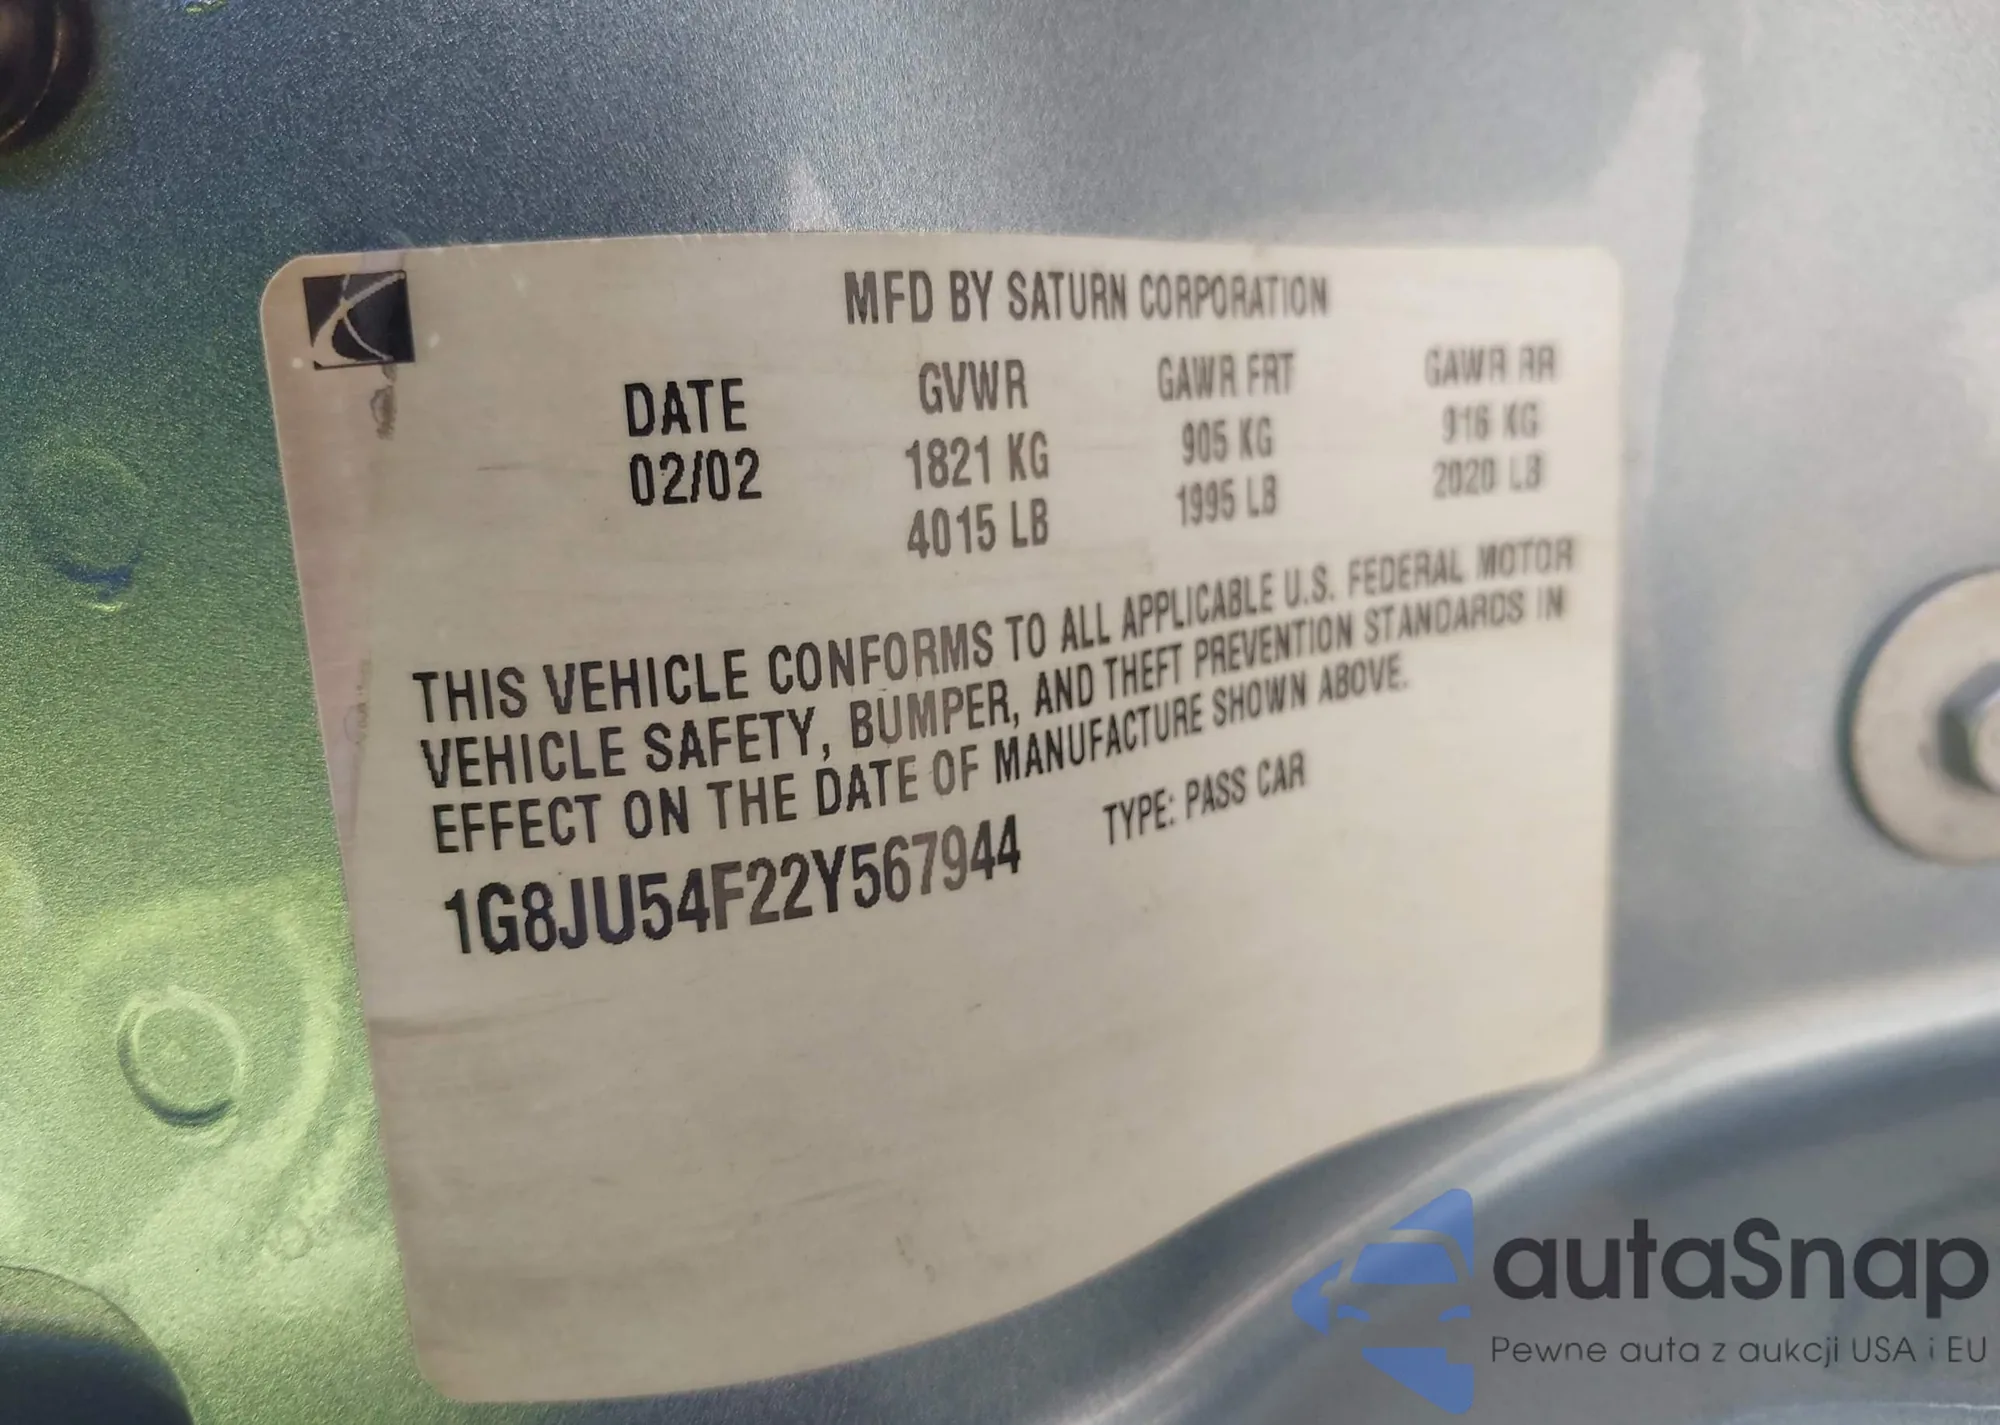 MFD BY SATURN CORPORATION
DATE GVWR GAWR FRT GAWR RR
02/02 1821 KG 905 KG 916 KG
4015 LB 1995 LB 2020 LB
THIS VEHICLE CONFORMS TO ALL APPLICABLE U.S. FEDERAL MOTOR
VEHICLE SAFETY, BUMPER, AND THEFT PREVENTION STANDARDS IN
EFFECT ON THE DATE OF MANUFACTURE SHOWN ABOVE.
1G8JU54F22Y567944 TYPE: PASS CAR
autaSnap
Pewne auta z aukcji USA i EU